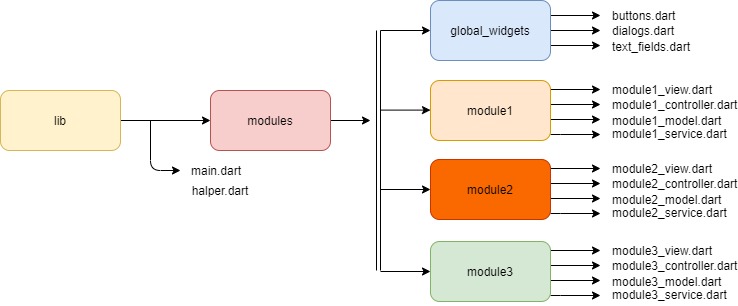 lib
main.dart
halper.dart
modules
global_widgets
buttons.dart
dialogs.dart
text_fields.dart
module1
module1_view.dart
module1_controller.dart
module1_model.dart
module1_service.dart
module2
module2_view.dart
module2_controller.dart
module2_model.dart
module2_service.dart
module3
module3_view.dart
module3_controller.dart
module3_model.dart
module3_service.dart